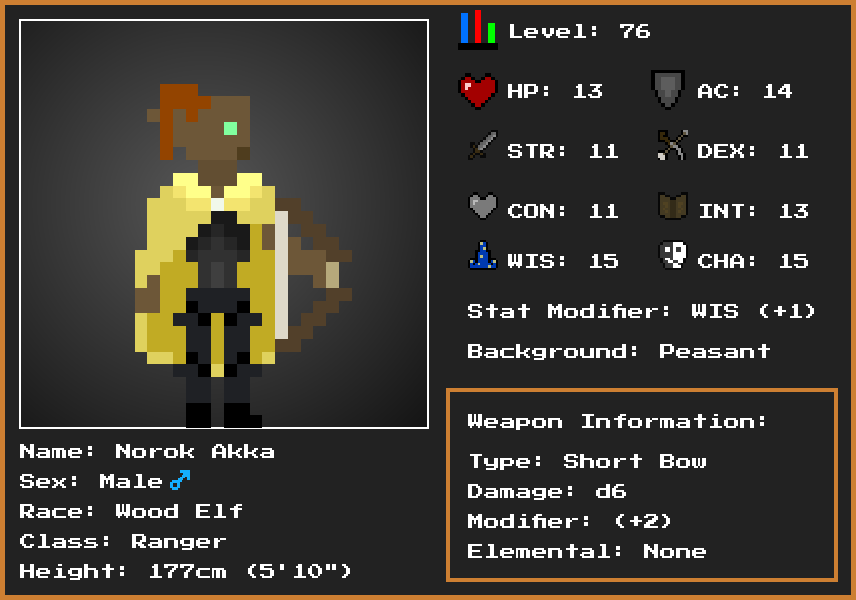 Level: 76
HP: 13 AC: 14
STR: 11 DEX: 11
CON: 11 INT: 13
WIS: 15 CHA: 15
Stat Modifier: WIS (+1)
Background: Peasant
Weapon Information:
Type: Short Bow
Damage: d6
Modifier: (+2)
Elemental: None
Name: Norok Akka
Sex: Male♂
Race: Wood Elf
Class: Ranger
Height: 177cm (5'10")